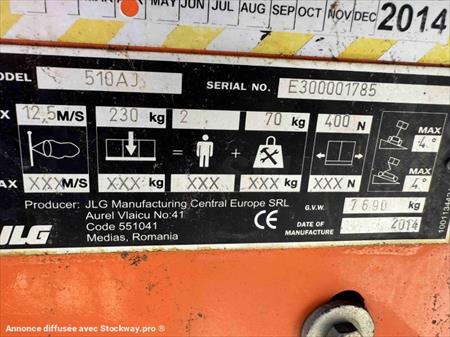 MAY JUN JUL AUG SEP OCT NOV DEC 2014
MODEL 510AJ SERIAL NO. E300001785
12,5 M/S 230 kg 2 70 kg 400 N
= +
MAX 4°
MAX 4°
MAX XXX M/S XXX kg XXX XXX kg XXX N
Producer: JLG Manufacturing Central Europe SRL
Aurel Vlaicu No:41
Code 551041
Medias, Romania
JLG
CE
G.V.W. 7690 kg
DATE OF MANUFACTURE 2014
Annonce diffusée avec Stockway.pro ®